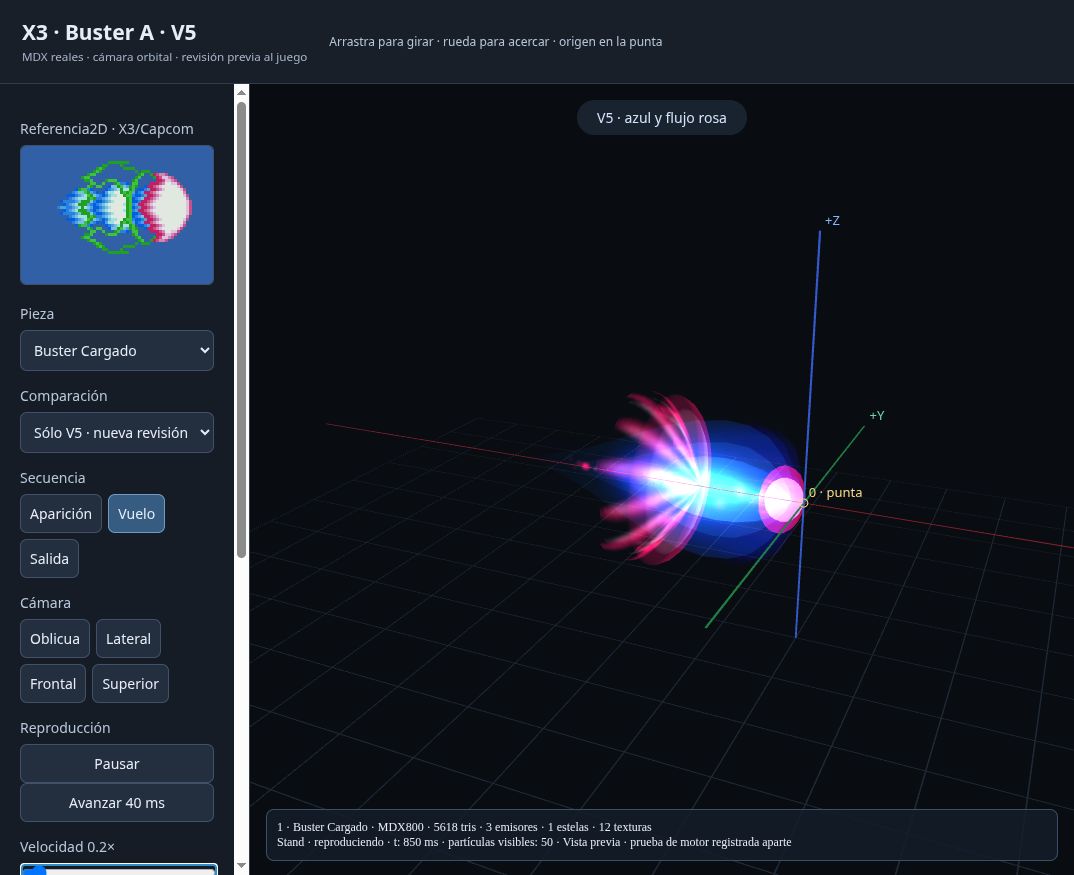 X3 · Buster A · V5
MDX reales · cámara orbital · revisión previa al juego
Arrastra para girar · rueda para acercar · origen en la punta
Referencia2D · X3/Capcom
Pieza
Buster Cargado
Comparación
Sólo V5 · nueva revisión
Secuencia
Aparición
Vuelo
Salida
Cámara
Oblicua
Lateral
Frontal
Superior
Reproducción
Pausar
Avanzar 40 ms
Velocidad 0.2×
V5 · azul y flujo rosa
+Z
+Y
0 · punta
1 · Buster Cargado · MDX800 · 5618 tris · 3 emisores · 1 estelas · 12 texturas
Stand · reproduciendo · t: 850 ms · partículas visibles: 50 · Vista previa · prueba de motor registrada aparte